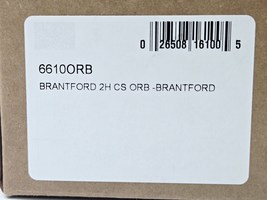 0 26508 16100 5
6610ORB
BRANTFORD 2H CS ORB -BRANTFORD